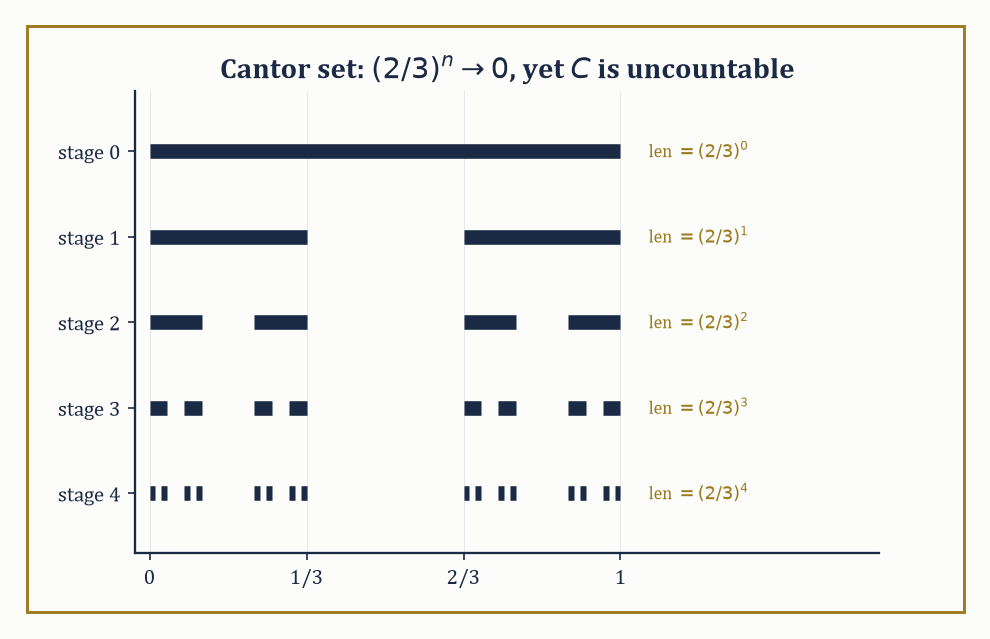 Cantor set: $(2/3)^n \to 0$, yet $C$ is uncountable
stage 0
len $= (2/3)^0$
stage 1
len $= (2/3)^1$
stage 2
len $= (2/3)^2$
stage 3
len $= (2/3)^3$
stage 4
len $= (2/3)^4$
0 1/3 2/3 1